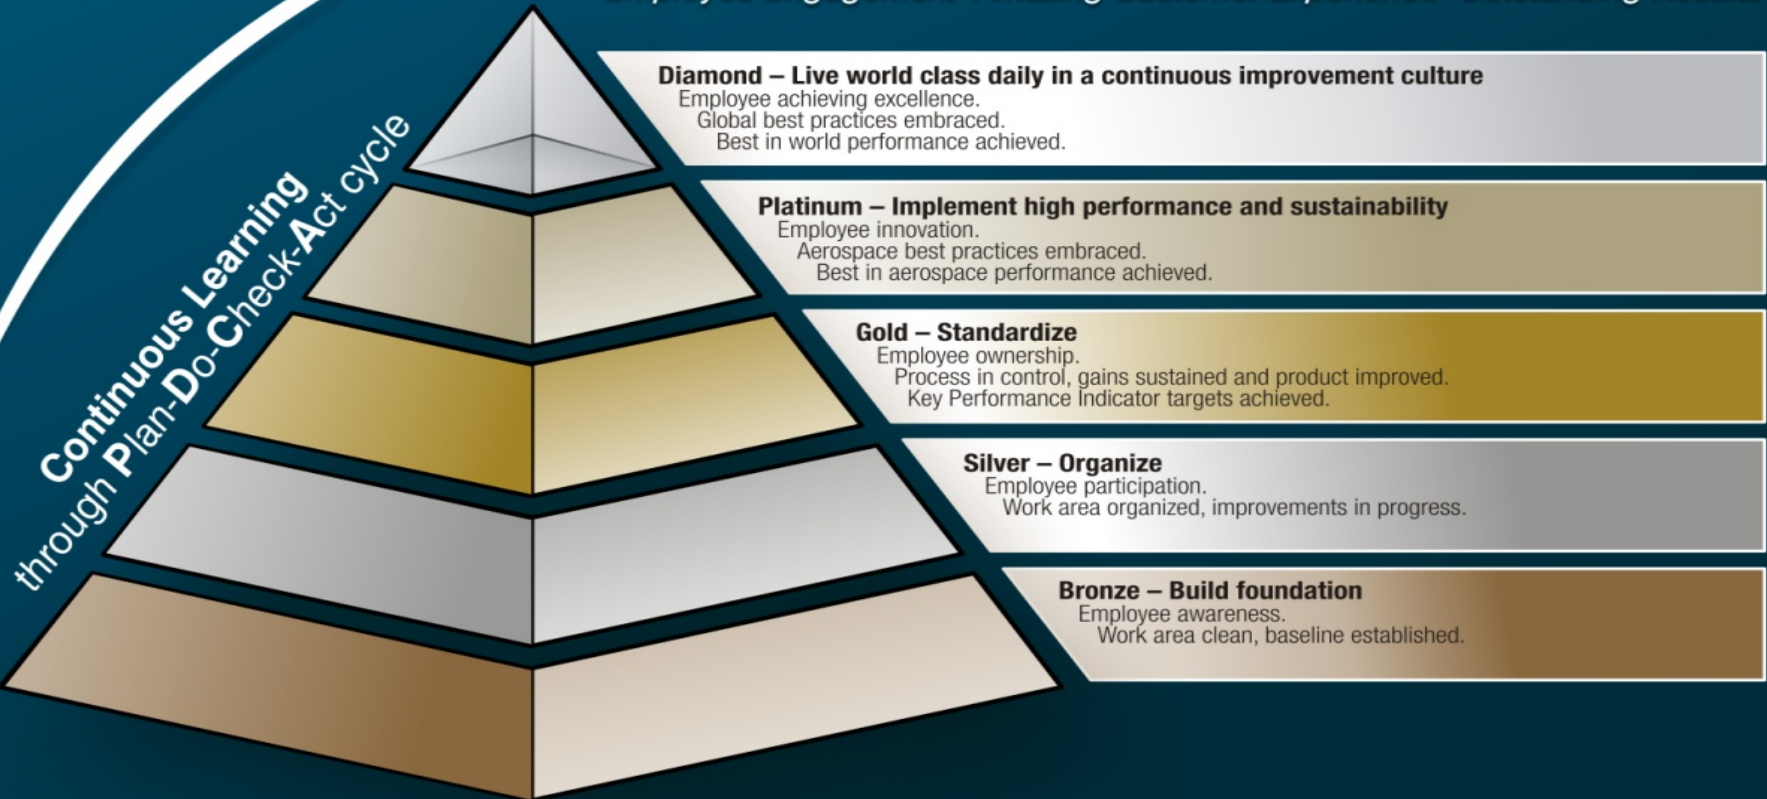 Diamond – Live world class daily in a continuous improvement culture
Employee achieving excellence.
Global best practices embraced.
Best in world performance achieved.
Platinum – Implement high performance and sustainability
Employee innovation.
Aerospace best practices embraced.
Best in aerospace performance achieved.
Gold – Standardize
Employee ownership.
Process in control, gains sustained and product improved.
Key Performance Indicator targets achieved.
Silver – Organize
Employee participation.
Work area organized, improvements in progress.
Bronze – Build foundation
Employee awareness.
Work area clean, baseline established.
Continuous Learning
through Plan-Do-Check-Act cycle